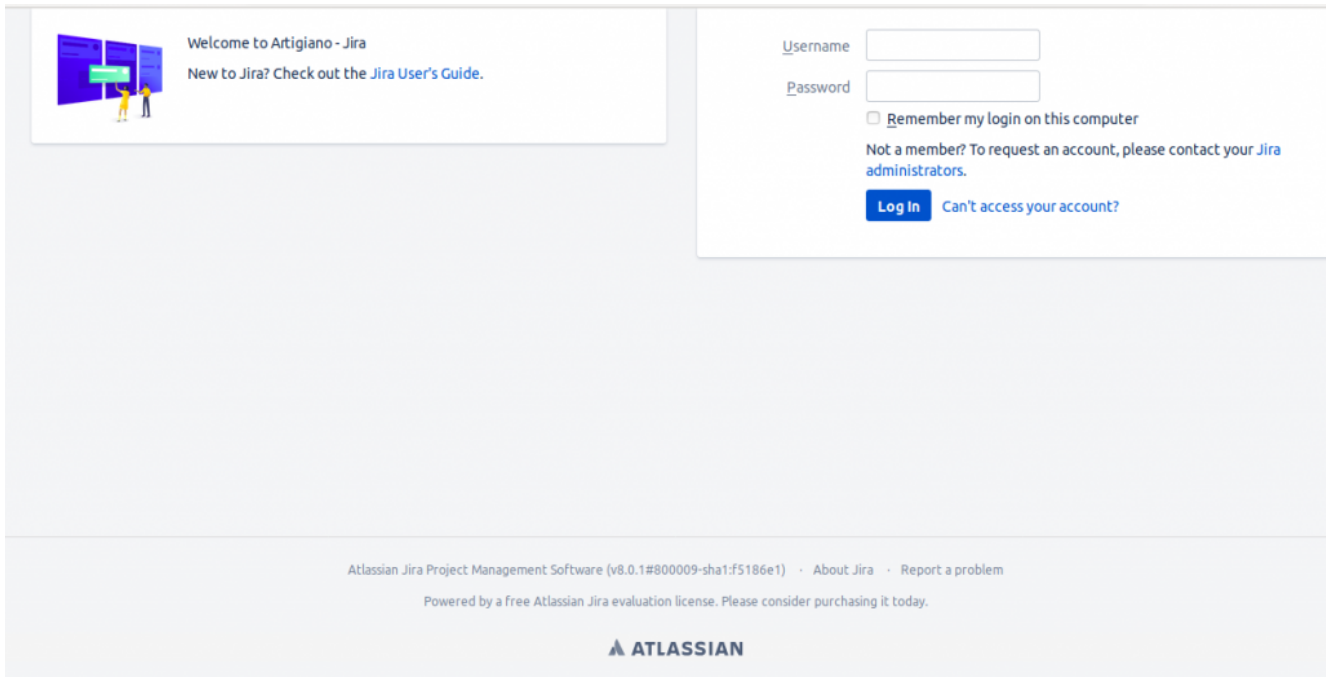 Welcome to Artigiano - Jira
New to Jira? Check out the Jira User's Guide.
Username
Password
Remember my login on this computer
Not a member? To request an account, please contact your Jira
administrators.
Log In Can't access your account?
Atlassian Jira Project Management Software (v8.0.1#800009-sha1:f5186e1) · About Jira · Report a problem
Powered by a free Atlassian Jira evaluation license. Please consider purchasing it today.
ATLASSIAN